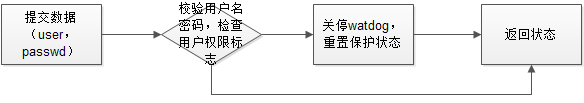 提交数据
（user，
passwd）
校验用户名
密码，检查
用户权限标
志
关停watdog，
重置保护状态
返回状态